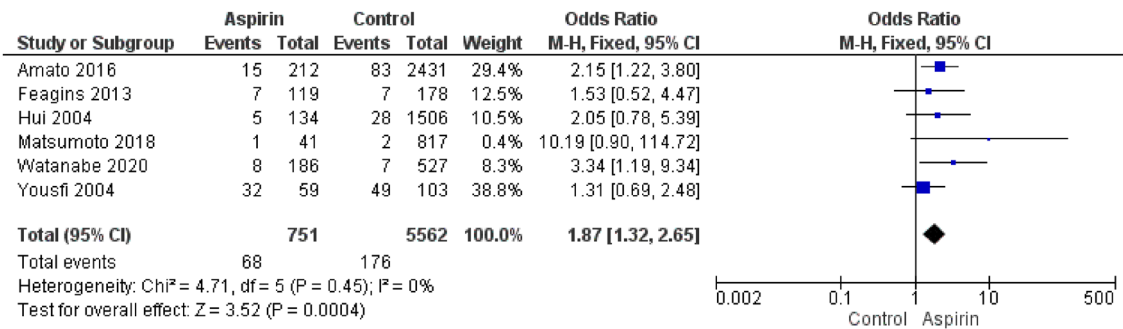 Aspirin Control Odds Ratio Odds Ratio
Study or Subgroup Events Total Events Total Weight M-H, Fixed, 95% CI M-H, Fixed, 95% CI
Amato 2016 15 212 83 2431 29.4% 2.15 [1.22, 3.80]
Feagins 2013 7 119 7 178 12.5% 1.53 [0.52, 4.47]
Hui 2004 5 134 28 1506 10.5% 2.05 [0.78, 5.39]
Matsumoto 2018 1 41 2 817 0.4% 10.19 [0.90, 114.72]
Watanabe 2020 8 186 7 527 8.3% 3.34 [1.19, 9.34]
Yousfi 2004 32 59 49 103 38.8% 1.31 [0.69, 2.48]
Total (95% CI) 751 5562 100.0% 1.87 [1.32, 2.65]
Total events 68 176
Heterogeneity: Chi² = 4.71, df = 5 (P = 0.45); I² = 0%
Test for overall effect: Z = 3.52 (P = 0.0004)
0.002 0.1 1 10 500
Control Aspirin